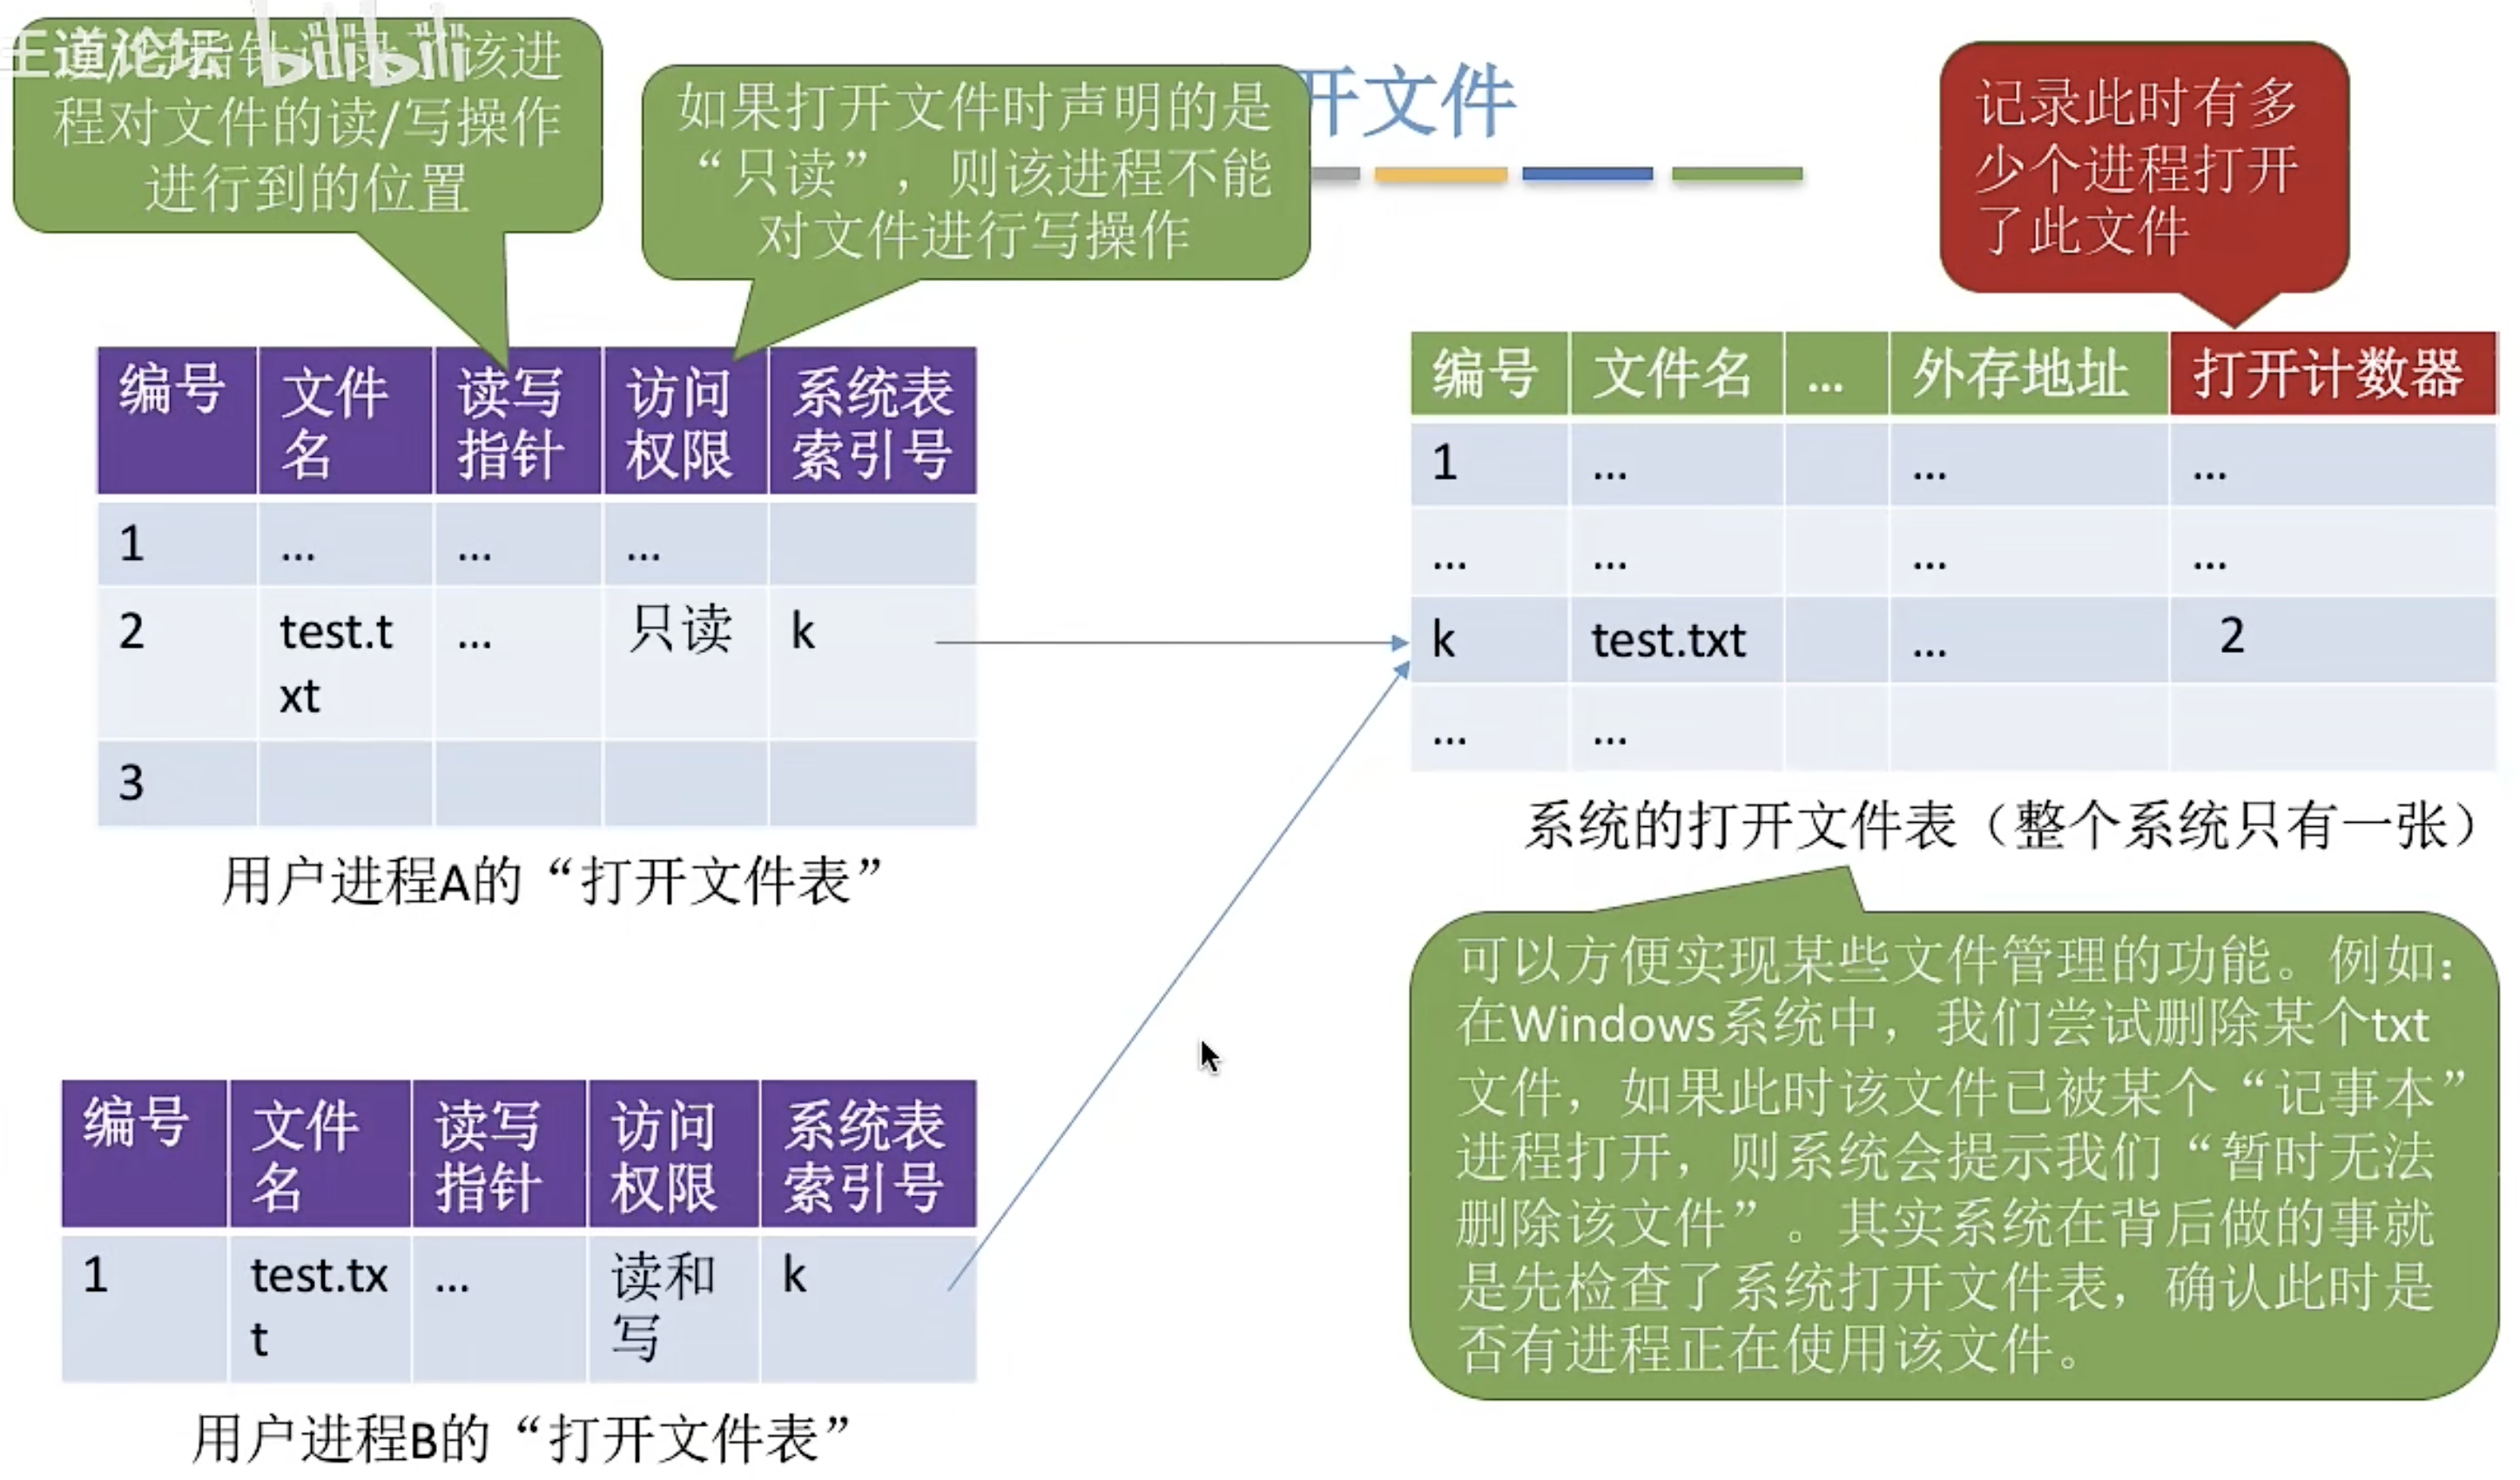 王道论坛 bilibili
读/写指针记录了该进
程对文件的读/写操作
进行到的位置
如果打开文件时声明的是
“只读”，则该进程不能
对文件进行写操作
开文件
记录此时有多
少个进程打开
了此文件
编号 文件名 读写指针 访问权限 系统表索引号
1 … … …
2 test.txt … 只读 k
3
用户进程A的“打开文件表”
编号 文件名 … 外存地址 打开计数器
1 … … …
… … … …
k test.txt … 2
… …
系统的打开文件表（整个系统只有一张）
可以方便实现某些文件管理的功能。例如：
在Windows系统中，我们尝试删除某个txt
文件，如果此时该文件已被某个“记事本”
进程打开，则系统会提示我们“暂时无法
删除该文件”。其实系统在背后做的事就
是先检查了系统打开文件表，确认此时是
否有进程正在使用该文件。
编号 文件名 读写指针 访问权限 系统表索引号
1 test.txt … 读和写 k
用户进程B的“打开文件表”